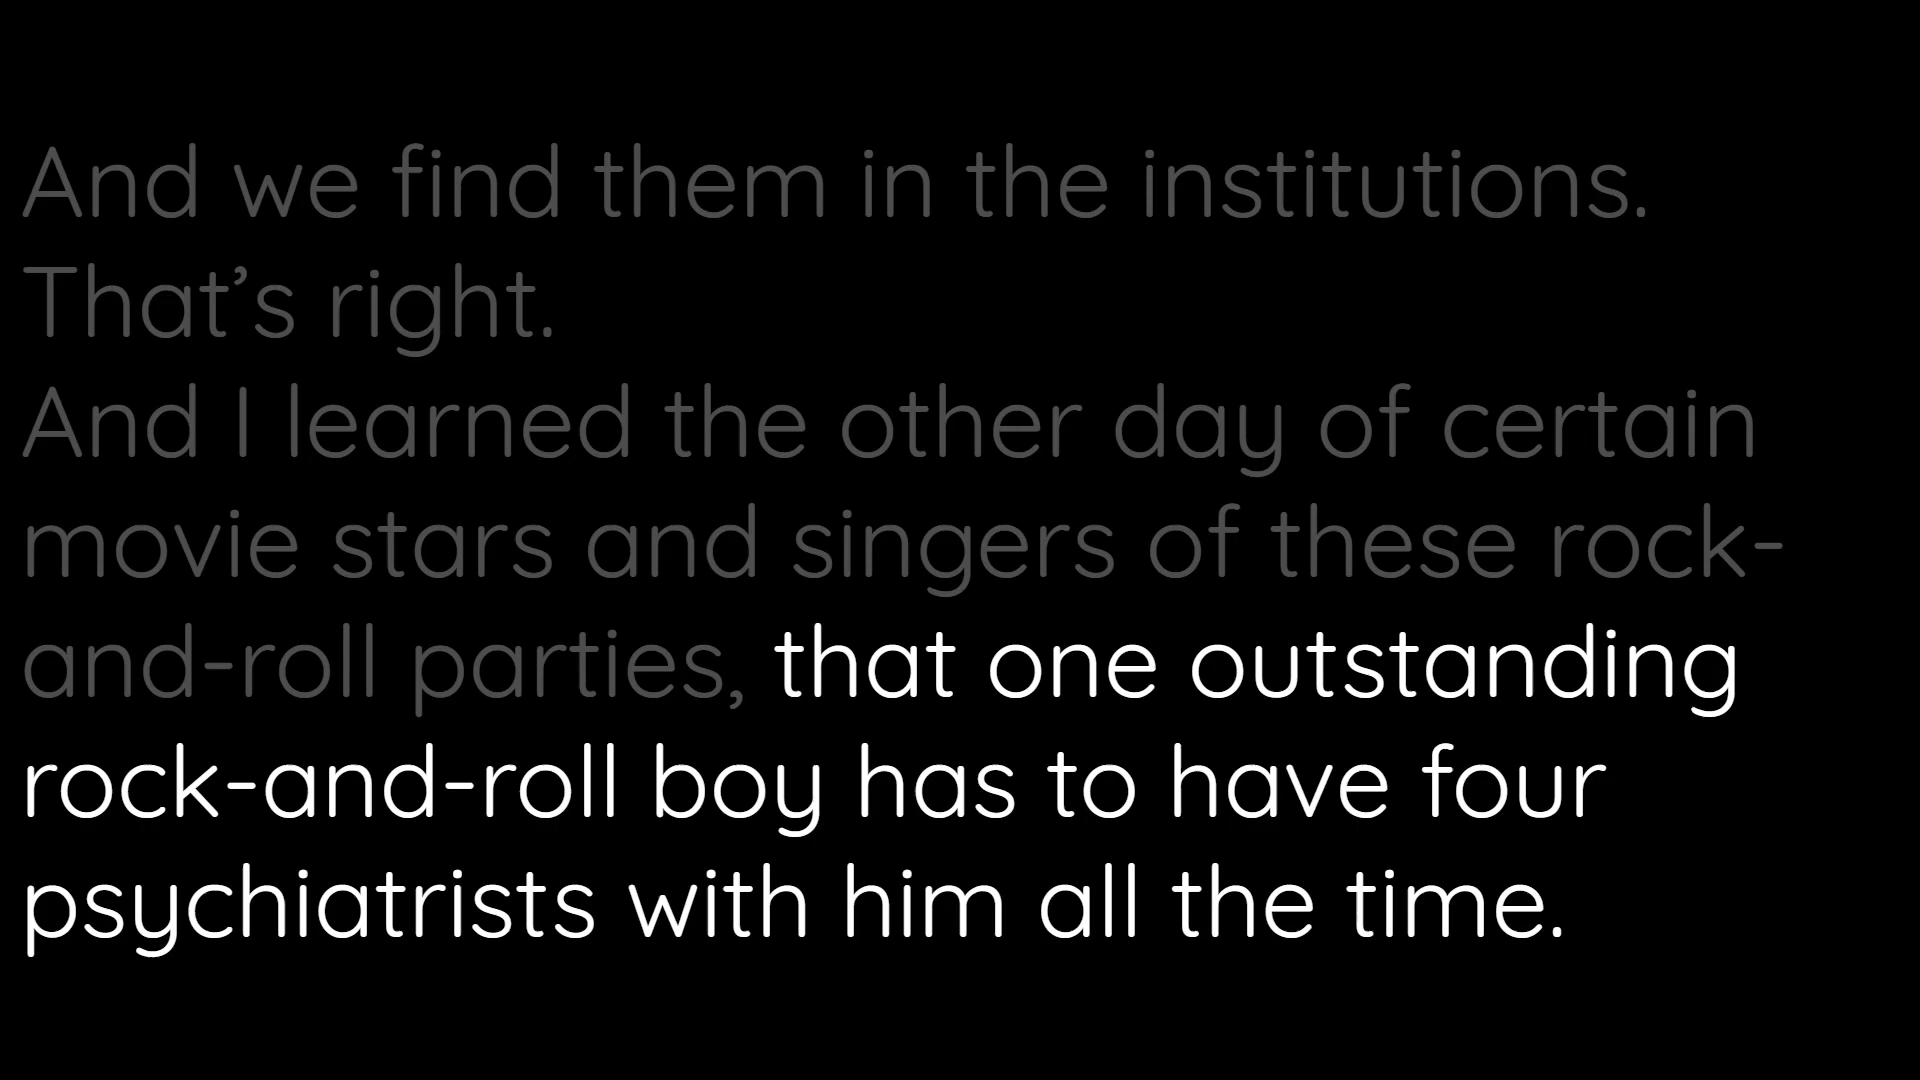 And we find them in the institutions.
That’s right.
And I learned the other day of certain
movie stars and singers of these rock-
and-roll parties, that one outstanding
rock-and-roll boy has to have four
psychiatrists with him all the time.